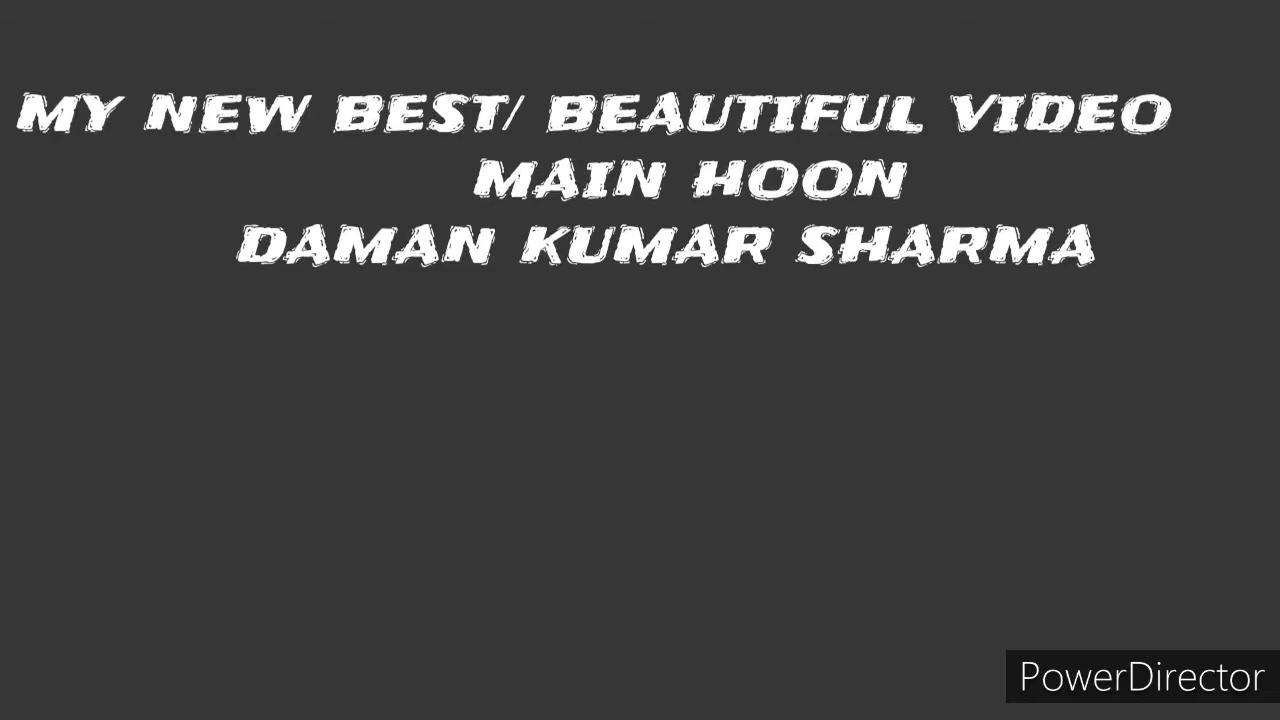 MY NEW BEST/ BEAUTIFUL VIDEO
MAIN HOON
DAMAN KUMAR SHARMA
PowerDirector